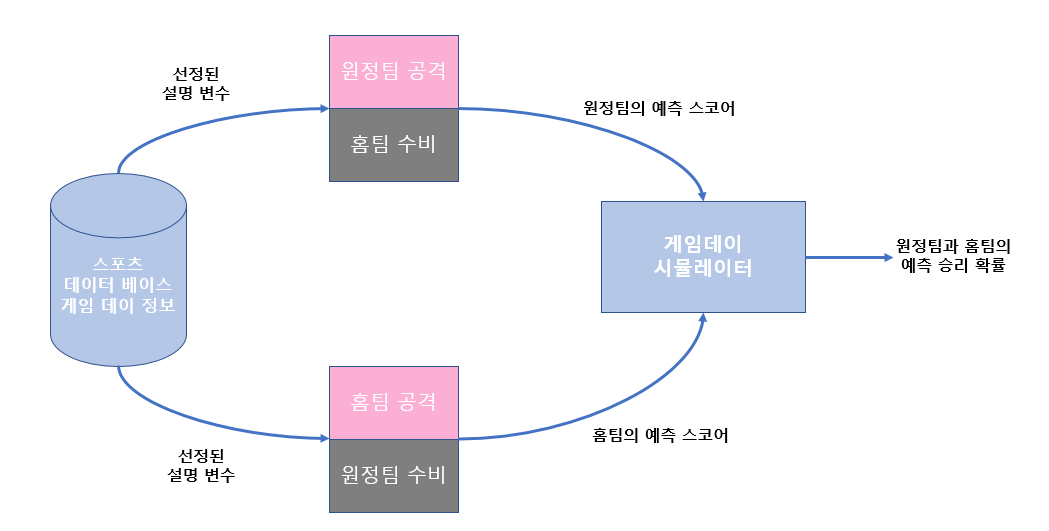 선정된
설명 변수
원정팀 공격
홈팀 수비
원정팀의 예측 스코어
스포츠
데이터 베이스
게임 데이 정보
게임데이
시뮬레이터
원정팀과 홈팀의
예측 승리 확률
선정된
설명 변수
홈팀 공격
원정팀 수비
홈팀의 예측 스코어